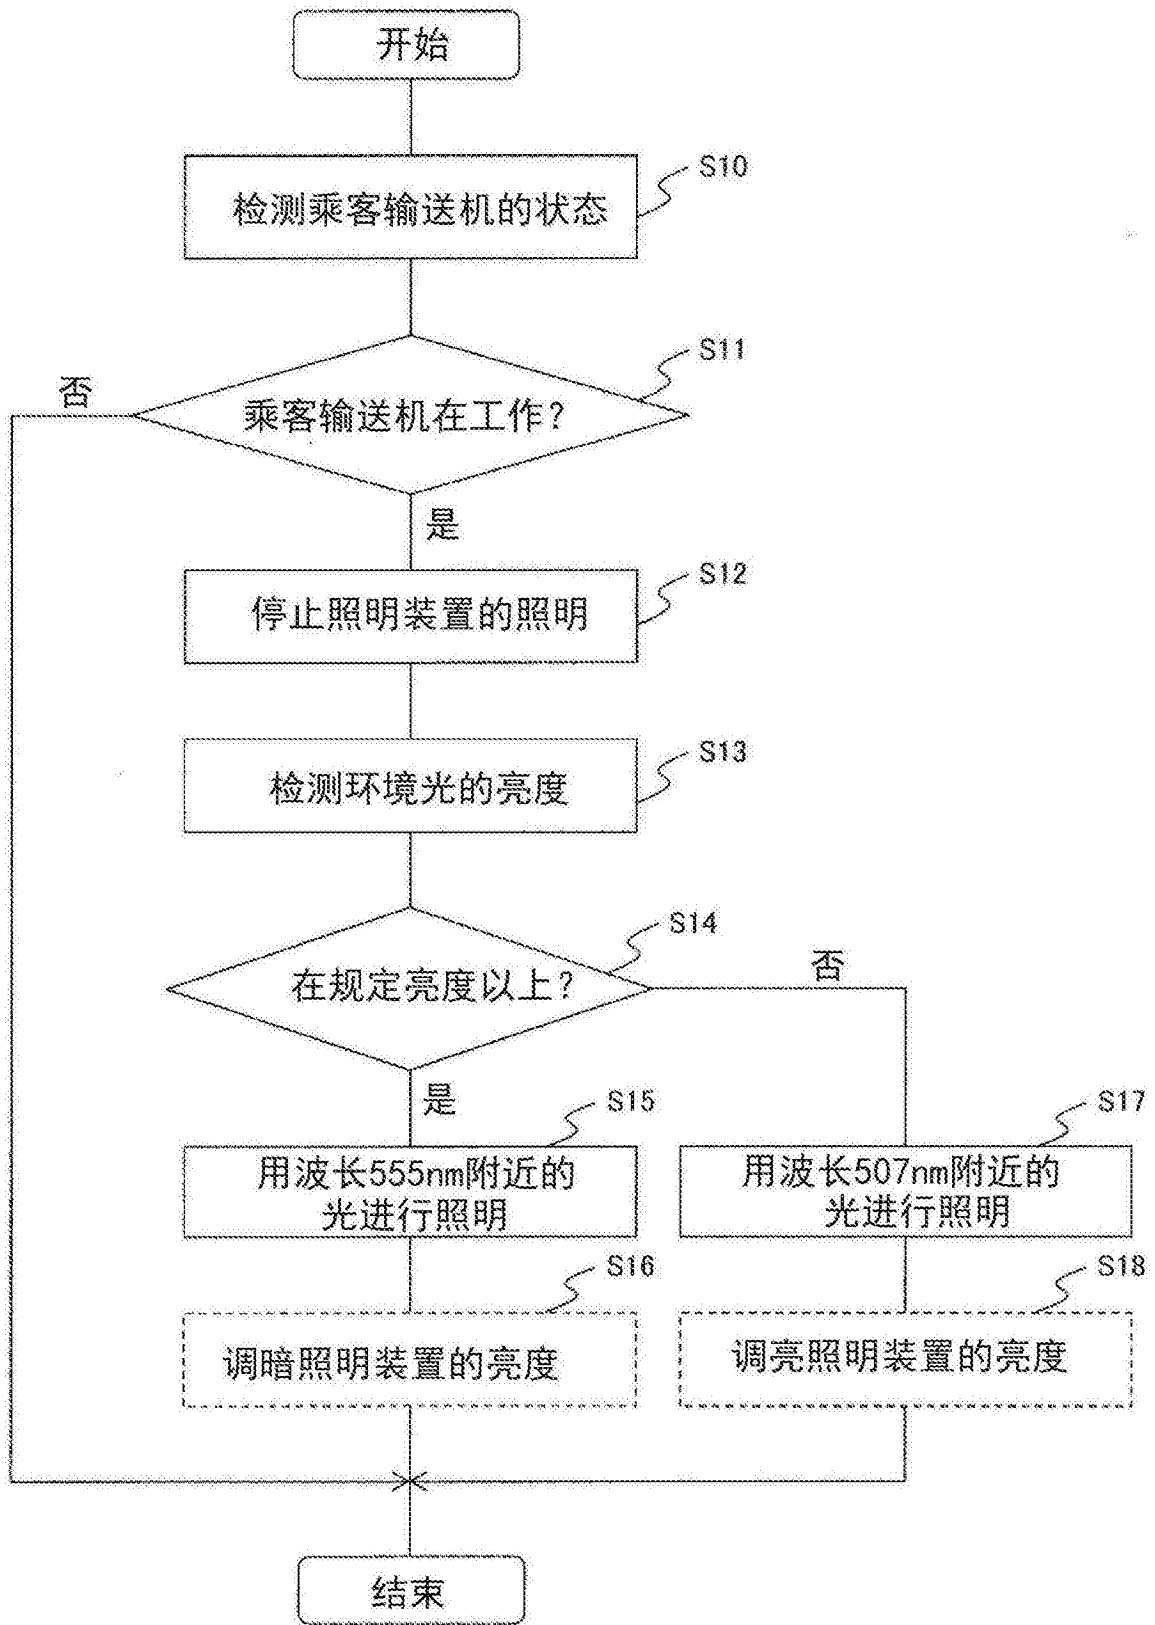 开始
检测乘客输送机的状态
S10
乘客输送机在工作？
S11
否
是
停止照明装置的照明
S12
检测环境光的亮度
S13
在规定亮度以上？
S14
否
是
用波长555nm附近的
光进行照明
S15
用波长507nm附近的
光进行照明
S17
调暗照明装置的亮度
S16
调亮照明装置的亮度
S18
结束